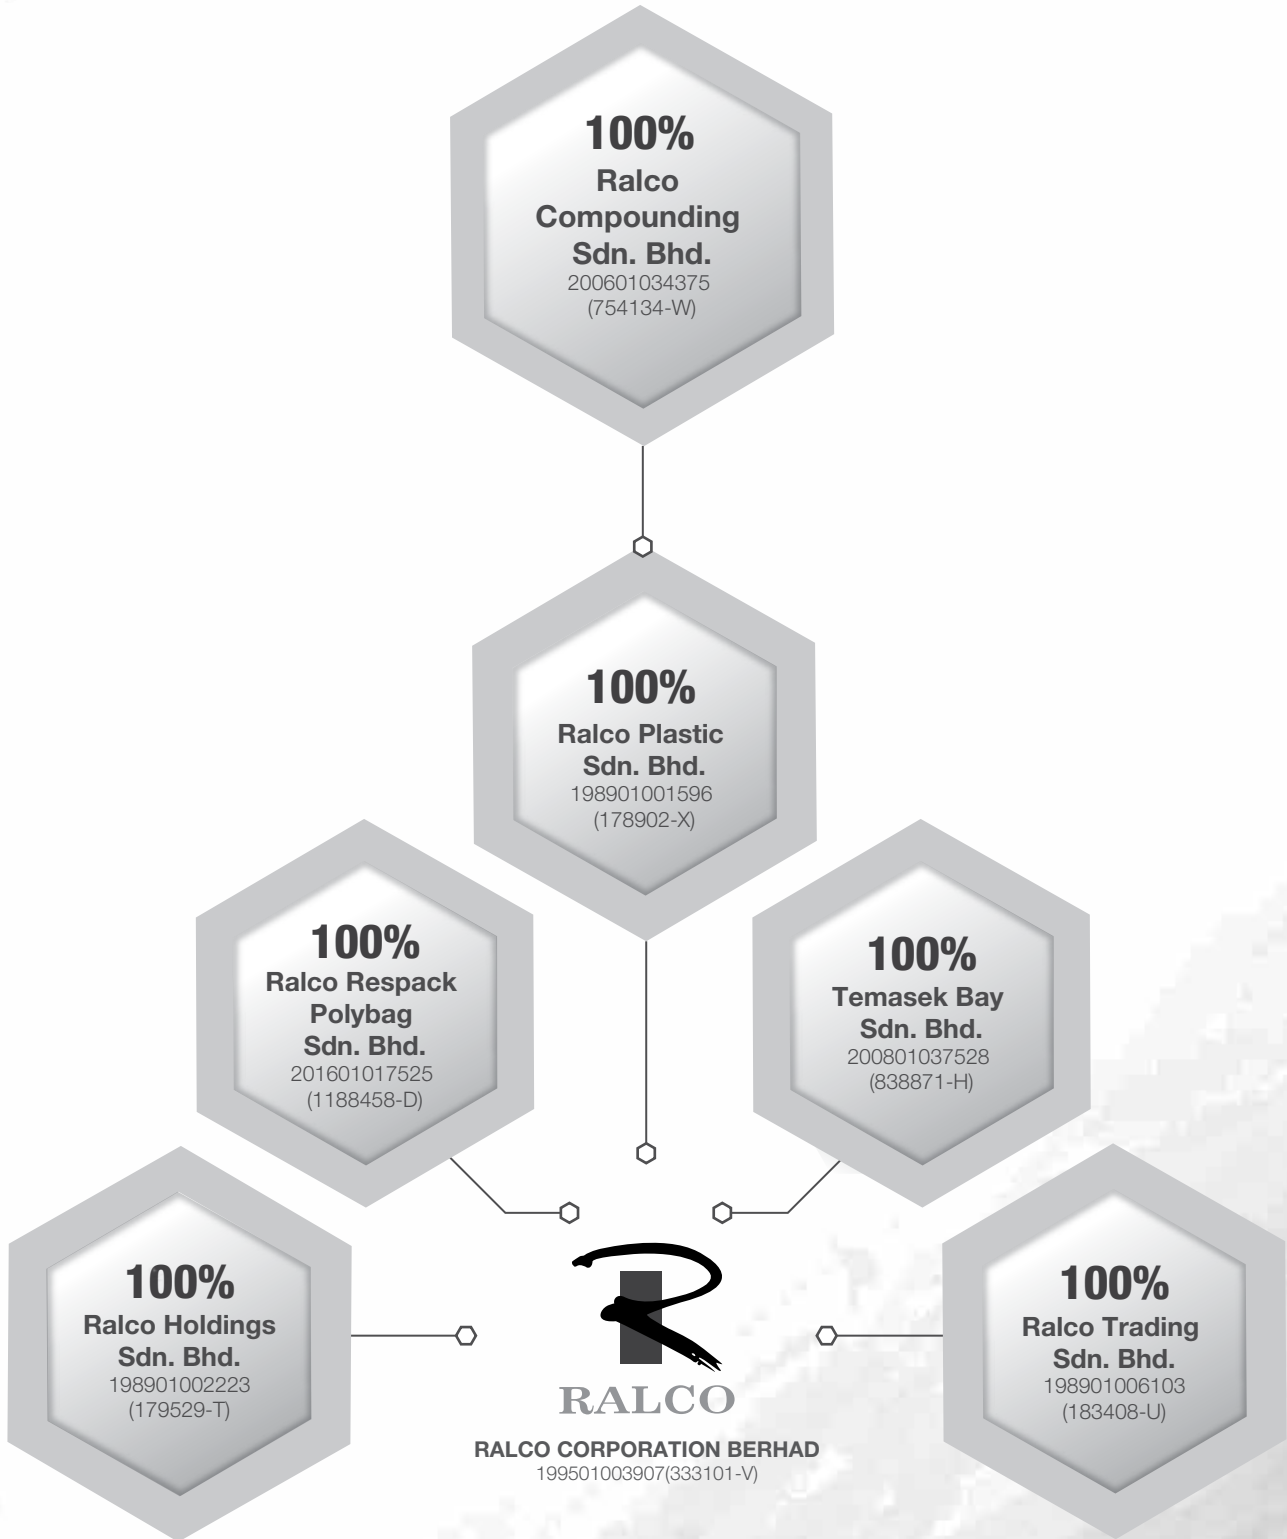 100%
Ralco
Compounding
Sdn. Bhd.
200601034375
(754134-W)
100%
Ralco Plastic
Sdn. Bhd.
198901001596
(178902-X)
100%
Ralco Respack
Polybag
Sdn. Bhd.
201601017525
(1188458-D)
100%
Temasek Bay
Sdn. Bhd.
200801037528
(838871-H)
100%
Ralco Holdings
Sdn. Bhd.
198901002223
(179529-T)
R
RALCO
RALCO CORPORATION BERHAD
199501003907(333101-V)
100%
Ralco Trading
Sdn. Bhd.
198901006103
(183408-U)